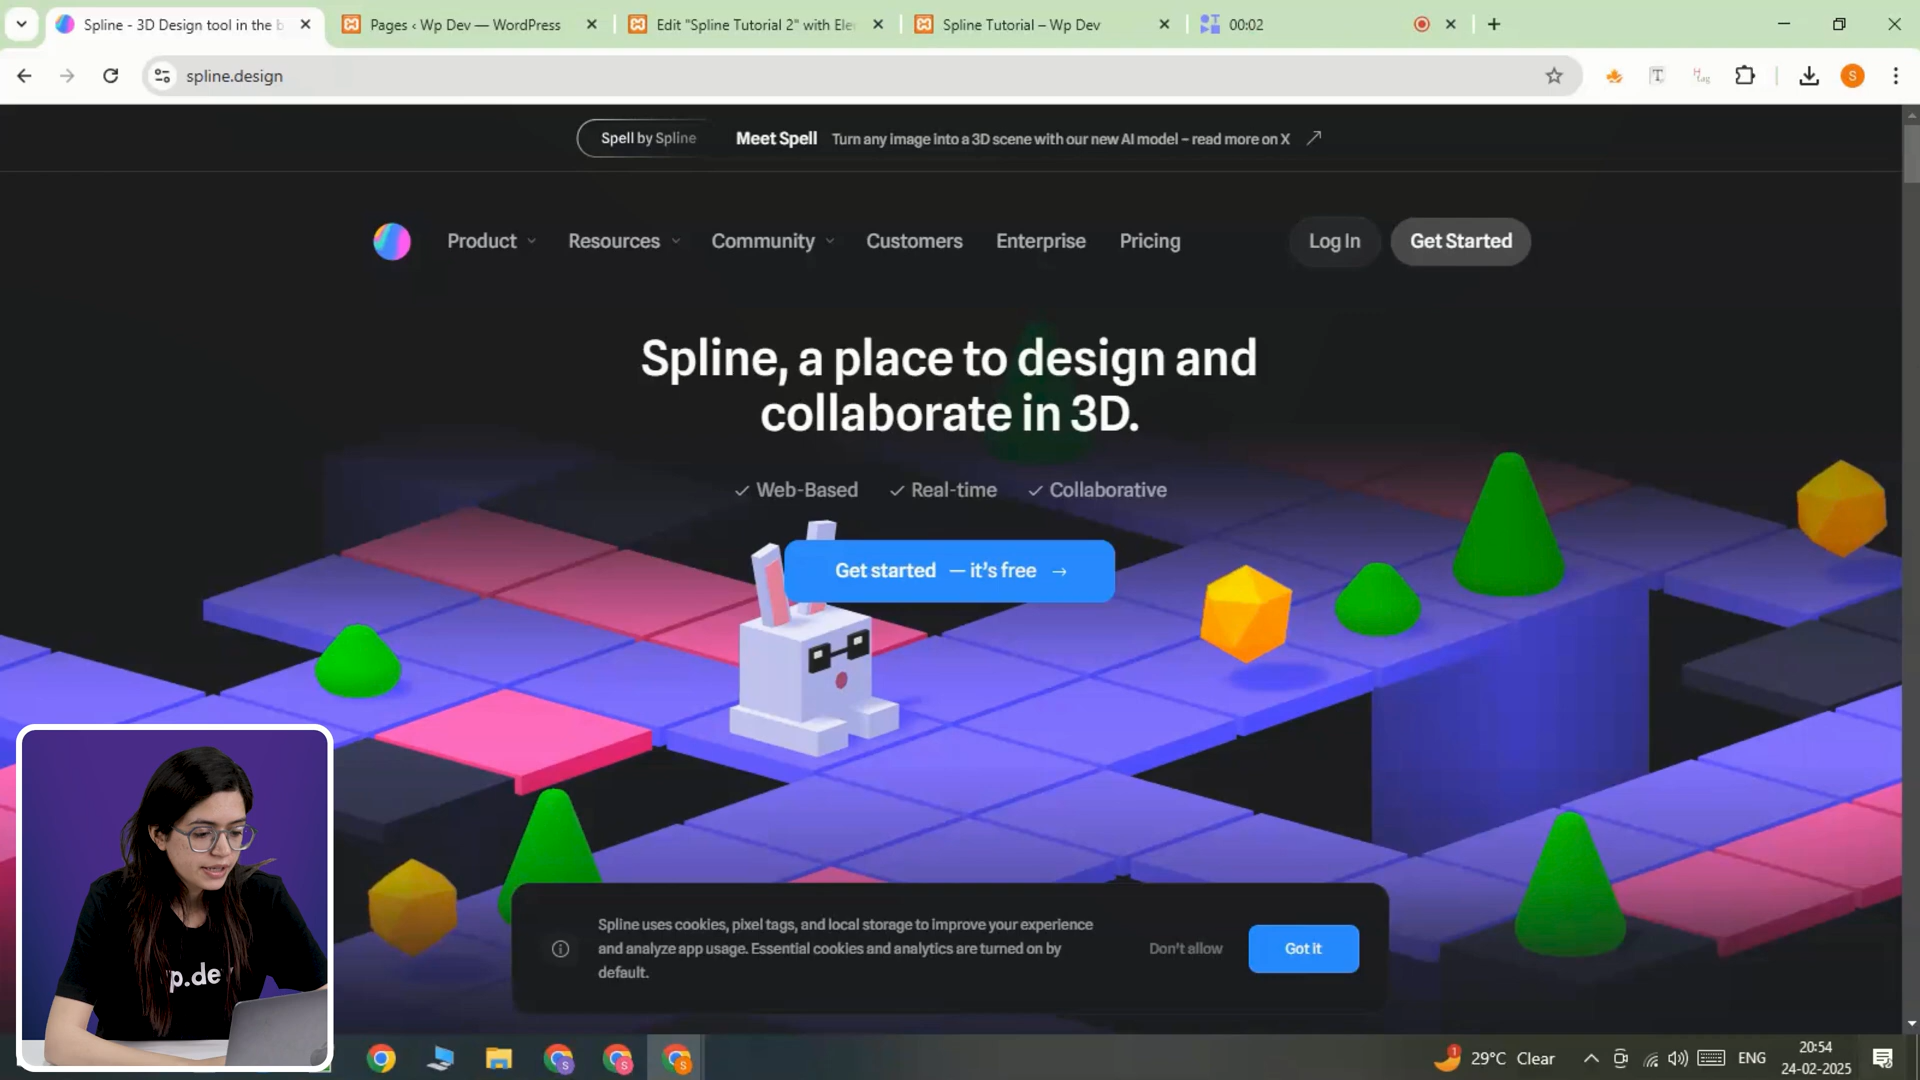 Spline - 3D Design tool in the b
Pages ‹ Wp Dev — WordPress
Edit "Spline Tutorial 2" with Ele
Spline Tutorial – Wp Dev
00:02
spline.design
S
Spell by Spline
Meet Spell
Turn any image into a 3D scene with our new AI model – read more on X
Product
Resources
Community
Customers
Enterprise
Pricing
Log In
Get Started
Spline, a place to design and
collaborate in 3D.
Web-Based
Real-time
Collaborative
Get started — it's free →
Spline uses cookies, pixel tags, and local storage to improve your experience
and analyze app usage. Essential cookies and analytics are turned on by
default.
Don't allow
Got it
p.de
29°C Clear
ENG
20:54
24-02-2025